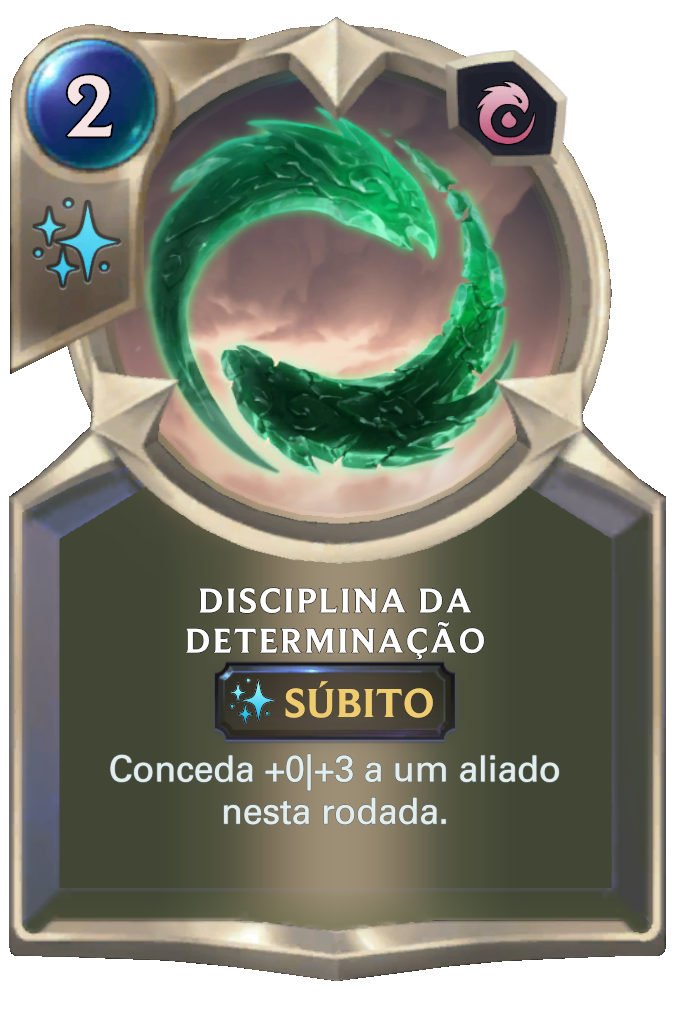 2
DISCIPLINA DA
DETERMINAÇÃO
SÚBITO
Conceda +0|+3 a um aliado
nesta rodada.